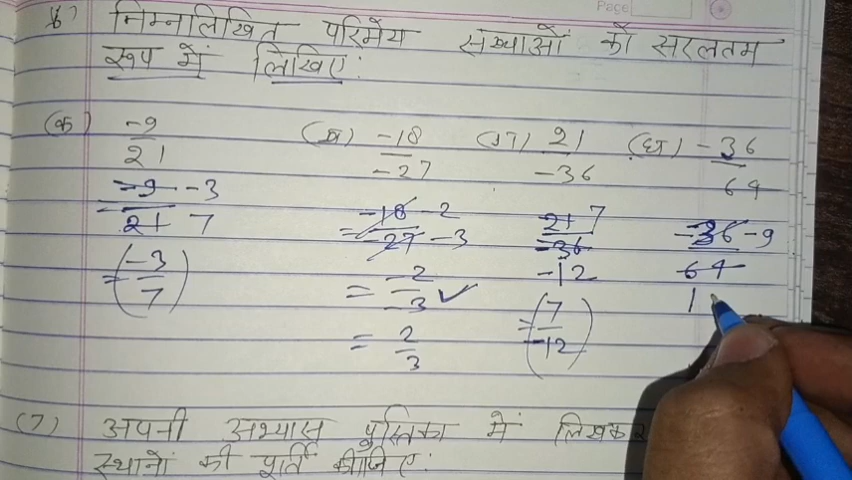 Page
6) निम्नलिखित परिमेय संख्याओं को सरलतम
रूप में लिखिए:
(क) -9/21 (ख) -18/-27 (ग) 21/-36 (घ) -36/64
= -9 -3 / 21 7 = -18 -2 / -27 -3 21 7 / -36 -12 -36 -9 / 64 1
= (-3/7) = -2/-3 ✓ = (7/-12)
= 2/3
(7) अपनी अभ्यास पुस्तिका में लिखकर
स्थानों की पूर्ति कीजिए: